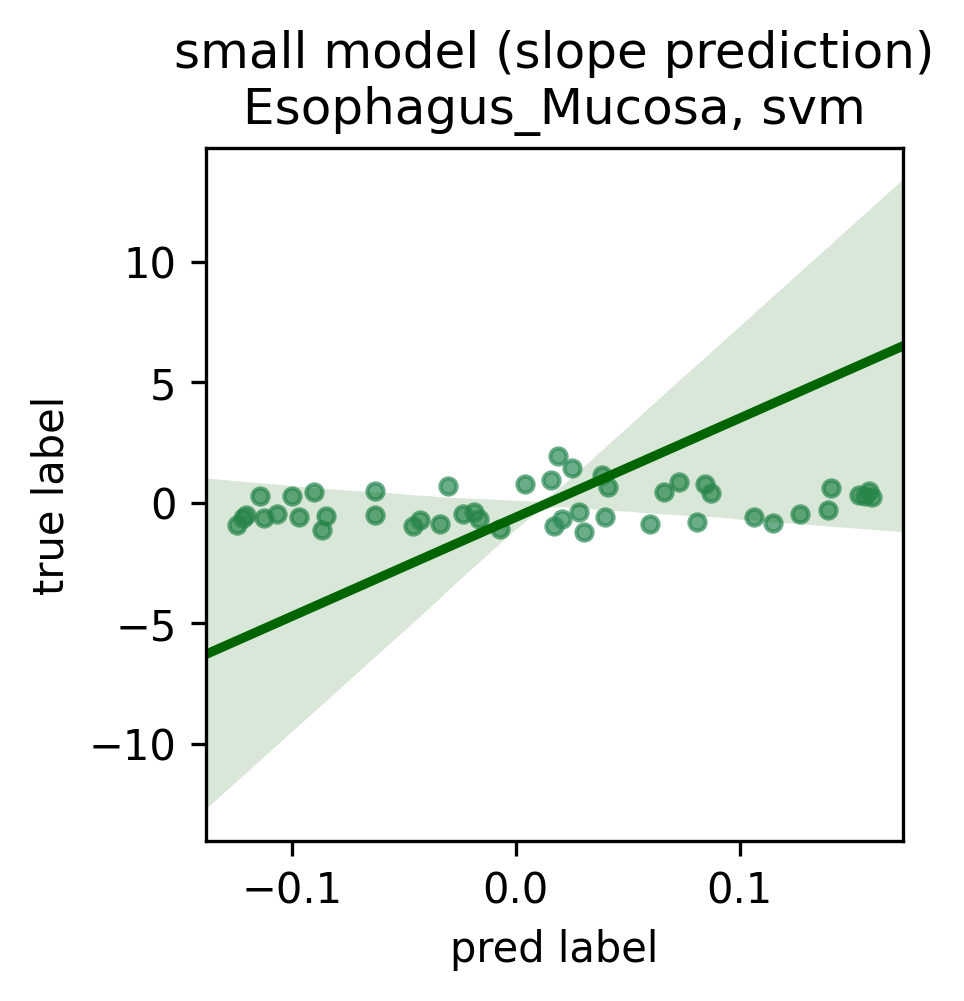 small model (slope prediction)
Esophagus_Mucosa, svm
10
5
0
−5
−10
true label
−0.1
0.0
0.1
pred label